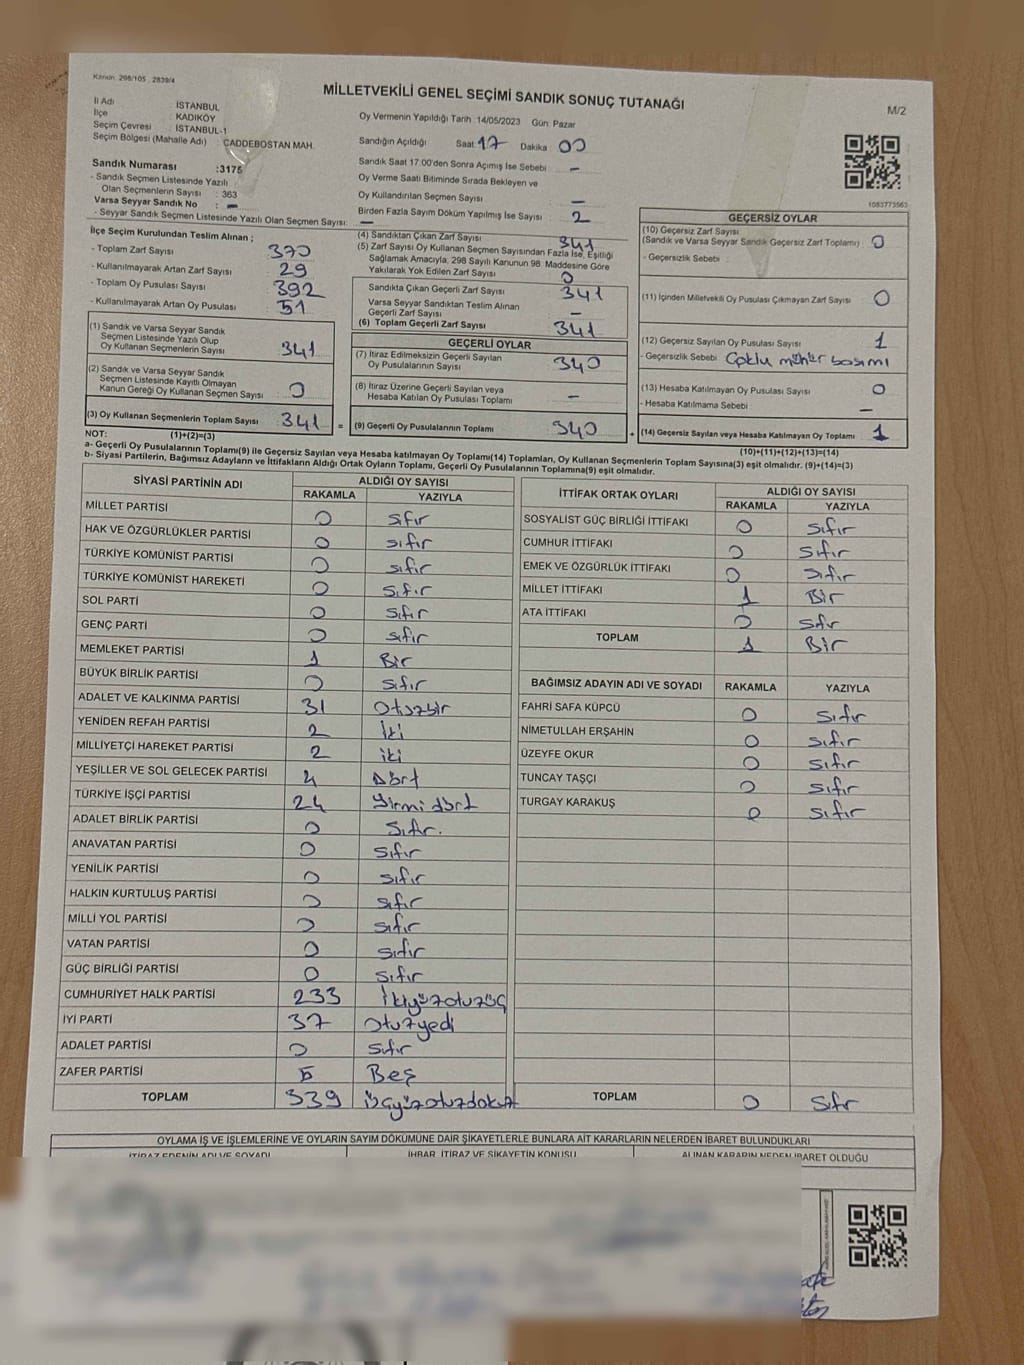 Kanun: 298/105 , 2839/4
MİLLETVEKİLİ GENEL SEÇİMİ SANDIK SONUÇ TUTANAĞI
M/2
İl Adı : İSTANBUL
İlçe : KADIKÖY
Seçim Çevresi : İSTANBUL-1
Seçim Bölgesi (Mahalle Adı) : CADDEBOSTAN MAH.
Oy Vermenin Yapıldığı Tarih :14/05/2023 Gün: Pazar
Sandığın Açıldığı Saat 17 Dakika 00
Sandık Saat 17:00'den Sonra Açımış İse Sebebi : -
Oy Verme Saati Bitiminde Sırada Bekleyen ve
Oy Kullandırılan Seçmen Sayısı : -
Birden Fazla Sayım Döküm Yapılmış İse Sayısı : 2
Sandık Numarası :3175
- Sandık Seçmen Listesinde Yazılı
Olan Seçmenlerin Sayısı : 363
Varsa Seyyar Sandık No : -
- Seyyar Sandık Seçmen Listesinde Yazılı Olan Seçmen Sayısı: -
1083773563
İlçe Seçim Kurulundan Teslim Alınan ;
- Toplam Zarf Sayısı : 370
- Kullanılmayarak Artan Zarf Sayısı : 29
- Toplam Oy Pusulası Sayısı : 392
- Kullanılmayarak Artan Oy Pusulası : 51
(1) Sandık ve Varsa Seyyar Sandık
Seçmen Listesinde Yazılı Olup
Oy Kullanan Seçmenlerin Sayısı : 341
(2) Sandık ve Varsa Seyyar Sandık
Seçmen Listesinde Kayıtlı Olmayan
Kanun Gereği Oy Kullanan Seçmen Sayısı : 0
(3) Oy Kullanan Seçmenlerin Toplam Sayısı : 341
(4) Sandıktan Çıkan Zarf Sayısı : 341
(5) Zarf Sayısı Oy Kullanan Seçmen Sayısından Fazla İse, Eşitliği
Sağlamak Amacıyla, 298 Sayılı Kanunun 98. Maddesine Göre
Yakılarak Yok Edilen Zarf Sayısı : 0
Sandıkta Çıkan Geçerli Zarf Sayısı : 341
Varsa Seyyar Sandıktan Teslim Alınan
Geçerli Zarf Sayısı : -
(6) Toplam Geçerli Zarf Sayısı : 341
GEÇERLİ OYLAR
(7) İtiraz Edilmeksizin Geçerli Sayılan
Oy Pusulalarının Sayısı : 340
(8) İtiraz Üzerine Geçerli Sayılan veya
Hesaba Katılan Oy Pusulası Toplamı : -
= (9) Geçerli Oy Pusulalarının Toplamı : 340
GEÇERSİZ OYLAR
(10) Geçersiz Zarf Sayısı
(Sandık ve Varsa Seyyar Sandık Geçersiz Zarf Toplamı) : 0
- Geçersizlik Sebebi :
(11) İçinden Milletvekili Oy Pusulası Çıkmayan Zarf Sayısı : 0
(12) Geçersiz Sayılan Oy Pusulası Sayısı : 1
- Geçersizlik Sebebi : Çoklu mühür basımı
(13) Hesaba Katılmayan Oy Pusulası Sayısı : 0
- Hesaba Katılmama Sebebi : -
+ (14) Geçersiz Sayılan veya Hesaba Katılmayan Oy Toplamı : 1
NOT: (1)+(2)=(3) (10)+(11)+(12)+(13)=(14)
a- Geçerli Oy Pusulasının Toplamı(9) ile Geçersiz Sayılan veya Hesaba katılmayan Oy Toplamı(14) Toplamları, Oy Kullanan Seçmenlerin Toplam Sayısına(3) eşit olmalıdır. (9)+(14)=(3)
b- Siyasi Partilerin, Bağımsız Adayların ve İttifakların Aldığı Ortak Oyların Toplamı, Geçerli Oy Pusulalarının Toplamına(9) eşit olmalıdır.
SİYASİ PARTİNİN ADI ALDIĞI OY SAYISI
RAKAMLA YAZIYLA
MİLLET PARTİSİ 0 sıfır
HAK VE ÖZGÜRLÜKLER PARTİSİ 0 sıfır
TÜRKİYE KOMÜNİST PARTİSİ 0 sıfır
TÜRKİYE KOMÜNİST HAREKETİ 0 sıfır
SOL PARTİ 0 sıfır
GENÇ PARTİ 0 sıfır
MEMLEKET PARTİSİ 1 Bir
BÜYÜK BİRLİK PARTİSİ 0 sıfır
ADALET VE KALKINMA PARTİSİ 31 Otuzbir
YENİDEN REFAH PARTİSİ 2 İki
MİLLİYETÇİ HAREKET PARTİSİ 2 iki
YEŞİLLER VE SOL GELECEK PARTİSİ 4 Dört
TÜRKİYE İŞÇİ PARTİSİ 24 Yirmi dört
ADALET BİRLİK PARTİSİ 0 sıfır.
ANAVATAN PARTİSİ 0 sıfır
YENİLİK PARTİSİ 0 sıfır
HALKIN KURTULUŞ PARTİSİ 0 sıfır
MİLLİ YOL PARTİSİ 0 sıfır
VATAN PARTİSİ 0 sıfır
GÜÇ BİRLİĞİ PARTİSİ 0 sıfır
CUMHURİYET HALK PARTİSİ 233 İkiyüzotuzüç
İYİ PARTİ 37 Otuzyedi
ADALET PARTİSİ 0 sıfır
ZAFER PARTİSİ 5 Beş
TOPLAM 339 üçyüzotuzdokuz
İTTİFAK ORTAK OYLARI ALDIĞI OY SAYISI
RAKAMLA YAZIYLA
SOSYALİST GÜÇ BİRLİĞİ İTTİFAKI 0 sıfır
CUMHUR İTTİFAKI 0 sıfır
EMEK VE ÖZGÜRLÜK İTTİFAKI 0 sıfır
MİLLET İTTİFAKI 1 Bir
ATA İTTİFAKI 0 sıfır
TOPLAM 1 Bir
BAĞIMSIZ ADAYIN ADI VE SOYADI RAKAMLA YAZIYLA
FAHRİ SAFA KÜPCÜ 0 sıfır
NİMETULLAH ERŞAHİN 0 sıfır
ÜZEYFE OKUR 0 sıfır
TUNCAY TAŞÇI 0 sıfır
TURGAY KARAKUŞ 0 sıfır
TOPLAM 0 sıfır
OYLAMA İŞ VE İŞLEMLERİNE VE OYLARIN SAYIM DÖKÜMÜNE DAİR ŞİKAYETLERLE BUNLARA AİT KARARLARIN NELERDEN İBARET BULUNDUKLARI
İTİRAZ EDENİN ADI VE SOYADI İHBAR, İTİRAZ VE ŞİKAYETİN KONUSU ALINAN KARARIN NEDEN İBARET OLDUĞU